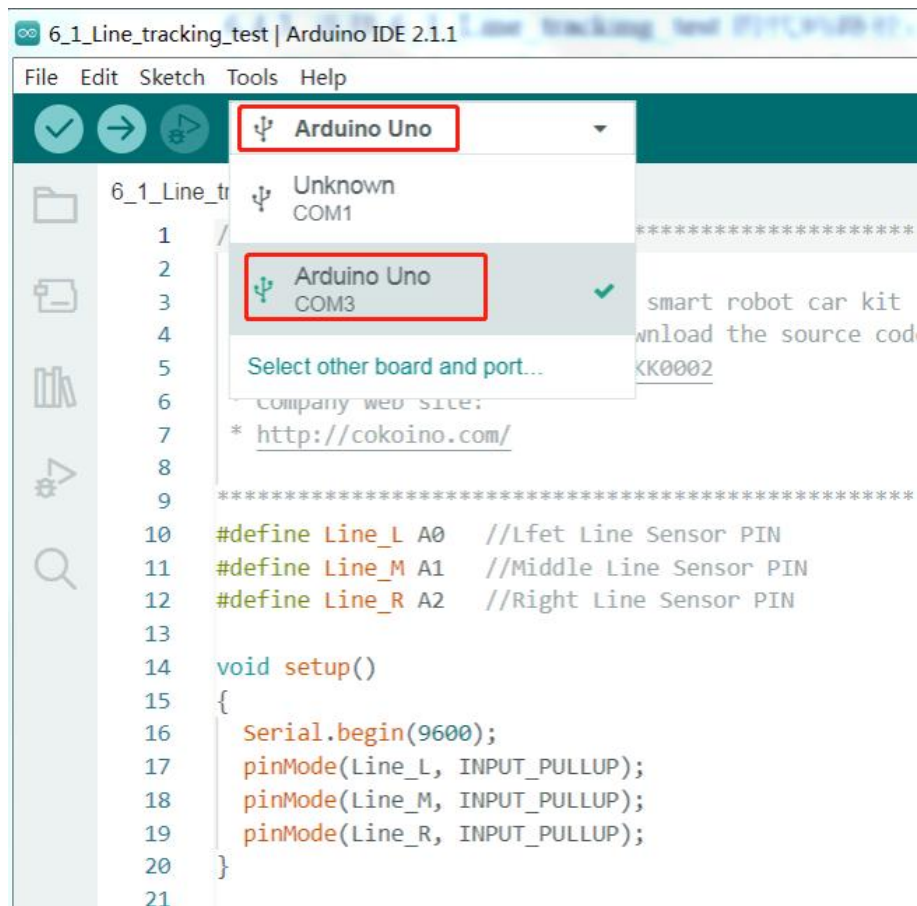 6_1_Line_tracking_test | Arduino IDE 2.1.1
File Edit Sketch Tools Help
Arduino Uno
6_1_Line_tr
Unknown
COM1
Arduino Uno
COM3
Select other board and port...
1 / *********************
2
3 smart robot car kit
4 wnload the source cod
5 KK0002
6 * Company web site:
7 * http://cokoino.com/
8
9 ****************************************************
10 #define Line_L A0 //Lfet Line Sensor PIN
11 #define Line_M A1 //Middle Line Sensor PIN
12 #define Line_R A2 //Right Line Sensor PIN
13
14 void setup()
15 {
16 Serial.begin(9600);
17 pinMode(Line_L, INPUT_PULLUP);
18 pinMode(Line_M, INPUT_PULLUP);
19 pinMode(Line_R, INPUT_PULLUP);
20 }
21